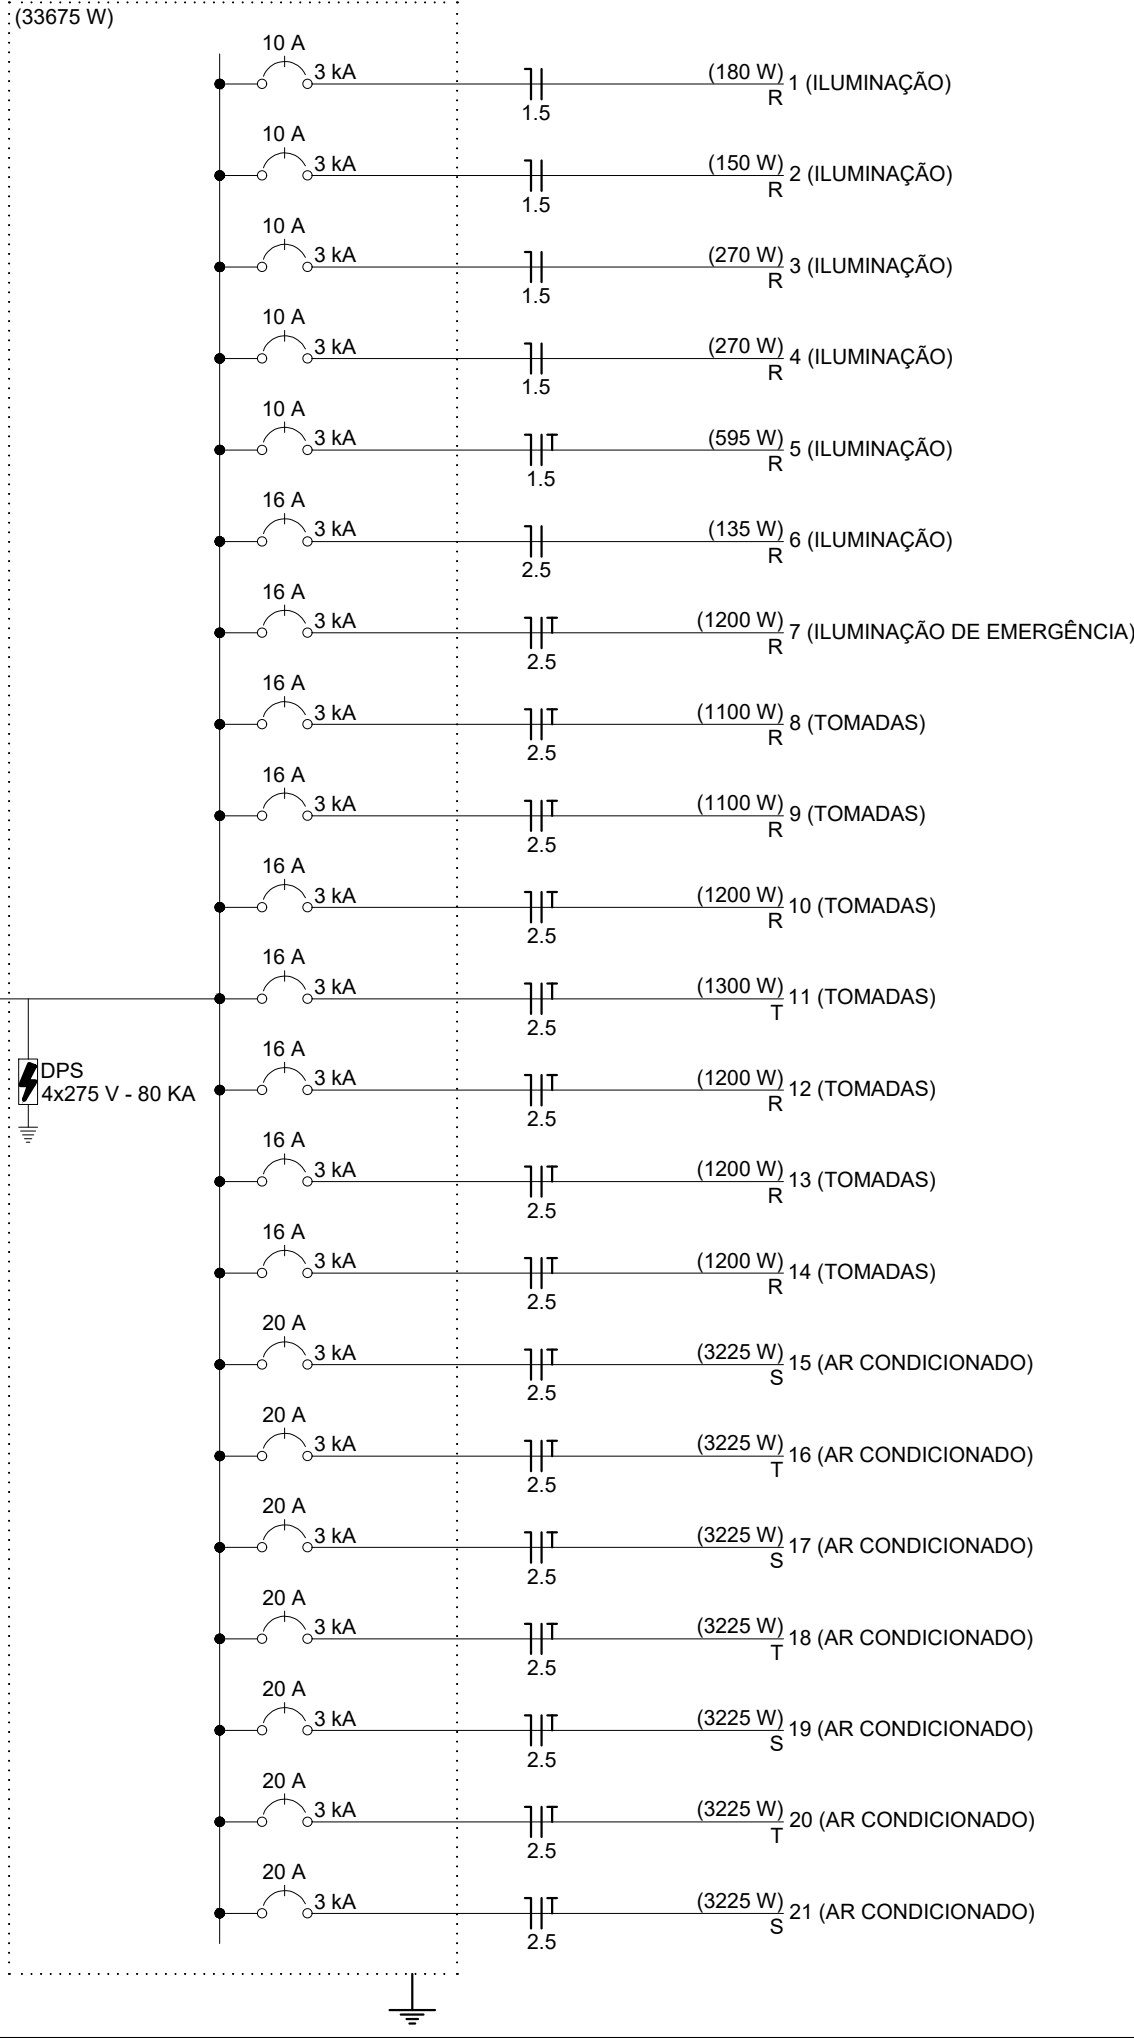 (33675 W)
10 A
3 kA
1.5
(180 W)
R
1 (ILUMINAÇÃO)
10 A
3 kA
1.5
(150 W)
R
2 (ILUMINAÇÃO)
10 A
3 kA
1.5
(270 W)
R
3 (ILUMINAÇÃO)
10 A
3 kA
1.5
(270 W)
R
4 (ILUMINAÇÃO)
10 A
3 kA
T
1.5
(595 W)
R
5 (ILUMINAÇÃO)
16 A
3 kA
2.5
(135 W)
R
6 (ILUMINAÇÃO)
16 A
3 kA
T
2.5
(1200 W)
R
7 (ILUMINAÇÃO DE EMERGÊNCIA)
16 A
3 kA
T
2.5
(1100 W)
R
8 (TOMADAS)
16 A
3 kA
T
2.5
(1100 W)
R
9 (TOMADAS)
16 A
3 kA
T
2.5
(1200 W)
R
10 (TOMADAS)
16 A
3 kA
T
2.5
(1300 W)
T
11 (TOMADAS)
DPS
4x275 V - 80 KA
16 A
3 kA
T
2.5
(1200 W)
R
12 (TOMADAS)
16 A
3 kA
T
2.5
(1200 W)
R
13 (TOMADAS)
16 A
3 kA
T
2.5
(1200 W)
R
14 (TOMADAS)
20 A
3 kA
T
2.5
(3225 W)
S
15 (AR CONDICIONADO)
20 A
3 kA
T
2.5
(3225 W)
T
16 (AR CONDICIONADO)
20 A
3 kA
T
2.5
(3225 W)
S
17 (AR CONDICIONADO)
20 A
3 kA
T
2.5
(3225 W)
T
18 (AR CONDICIONADO)
20 A
3 kA
T
2.5
(3225 W)
S
19 (AR CONDICIONADO)
20 A
3 kA
T
2.5
(3225 W)
T
20 (AR CONDICIONADO)
20 A
3 kA
T
2.5
(3225 W)
S
21 (AR CONDICIONADO)